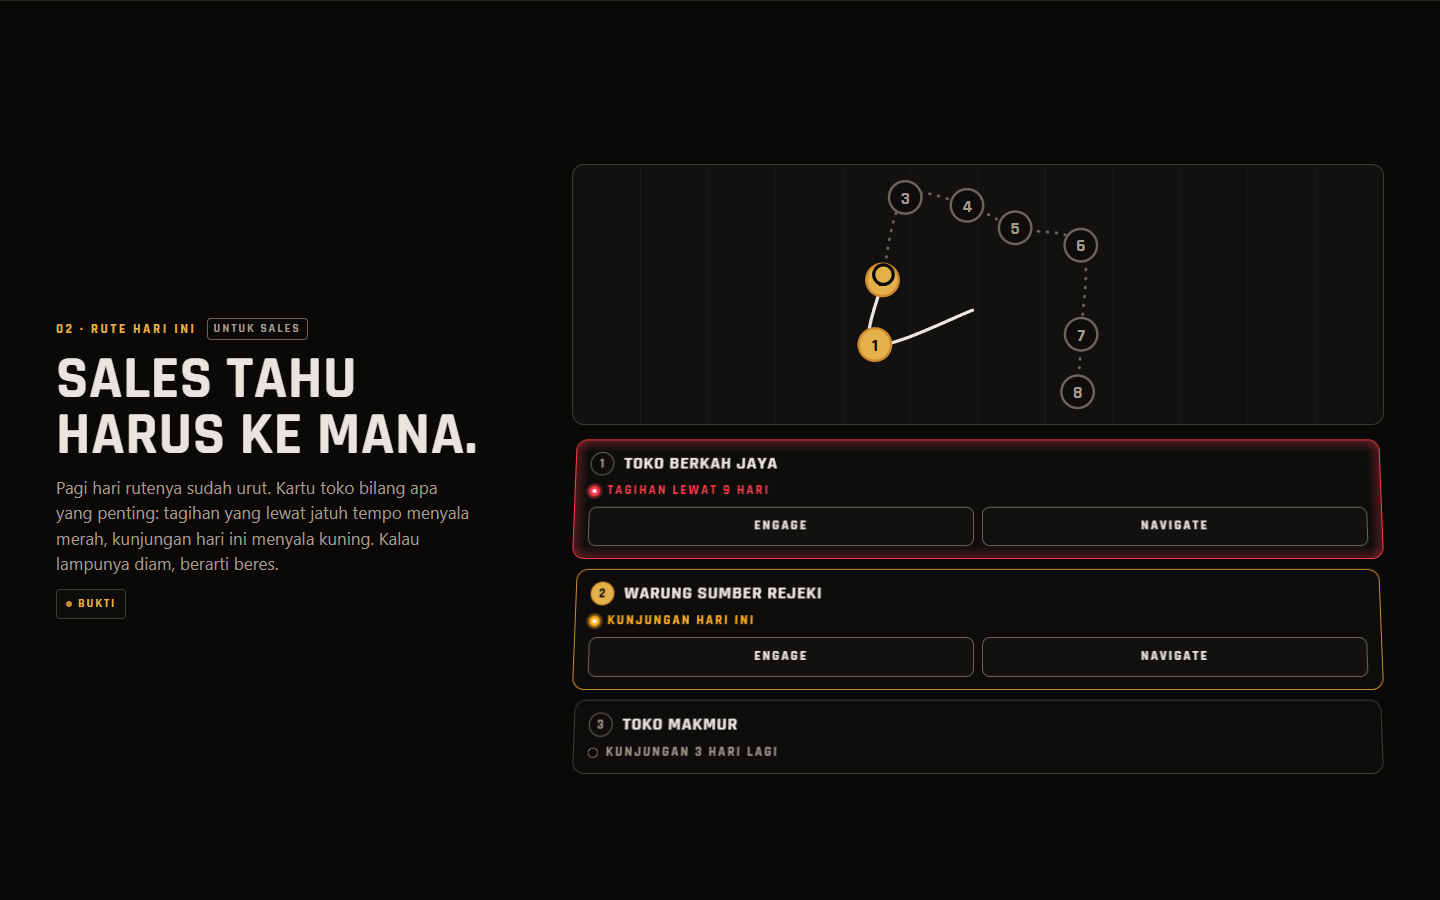 02 · RUTE HARI INI
UNTUK SALES
SALES TAHU
HARUS KE MANA.
Pagi hari rutenya sudah urut. Kartu toko bilang apa
yang penting: tagihan yang lewat jatuh tempo menyala
merah, kunjungan hari ini menyala kuning. Kalau
lampunya diam, berarti beres.
BUKTI
3
4
5
6
1
7
8
1 TOKO BERKAH JAYA
TAGIHAN LEWAT 9 HARI
ENGAGE
NAVIGATE
2 WARUNG SUMBER REJEKI
KUNJUNGAN HARI INI
ENGAGE
NAVIGATE
3 TOKO MAKMUR
KUNJUNGAN 3 HARI LAGI